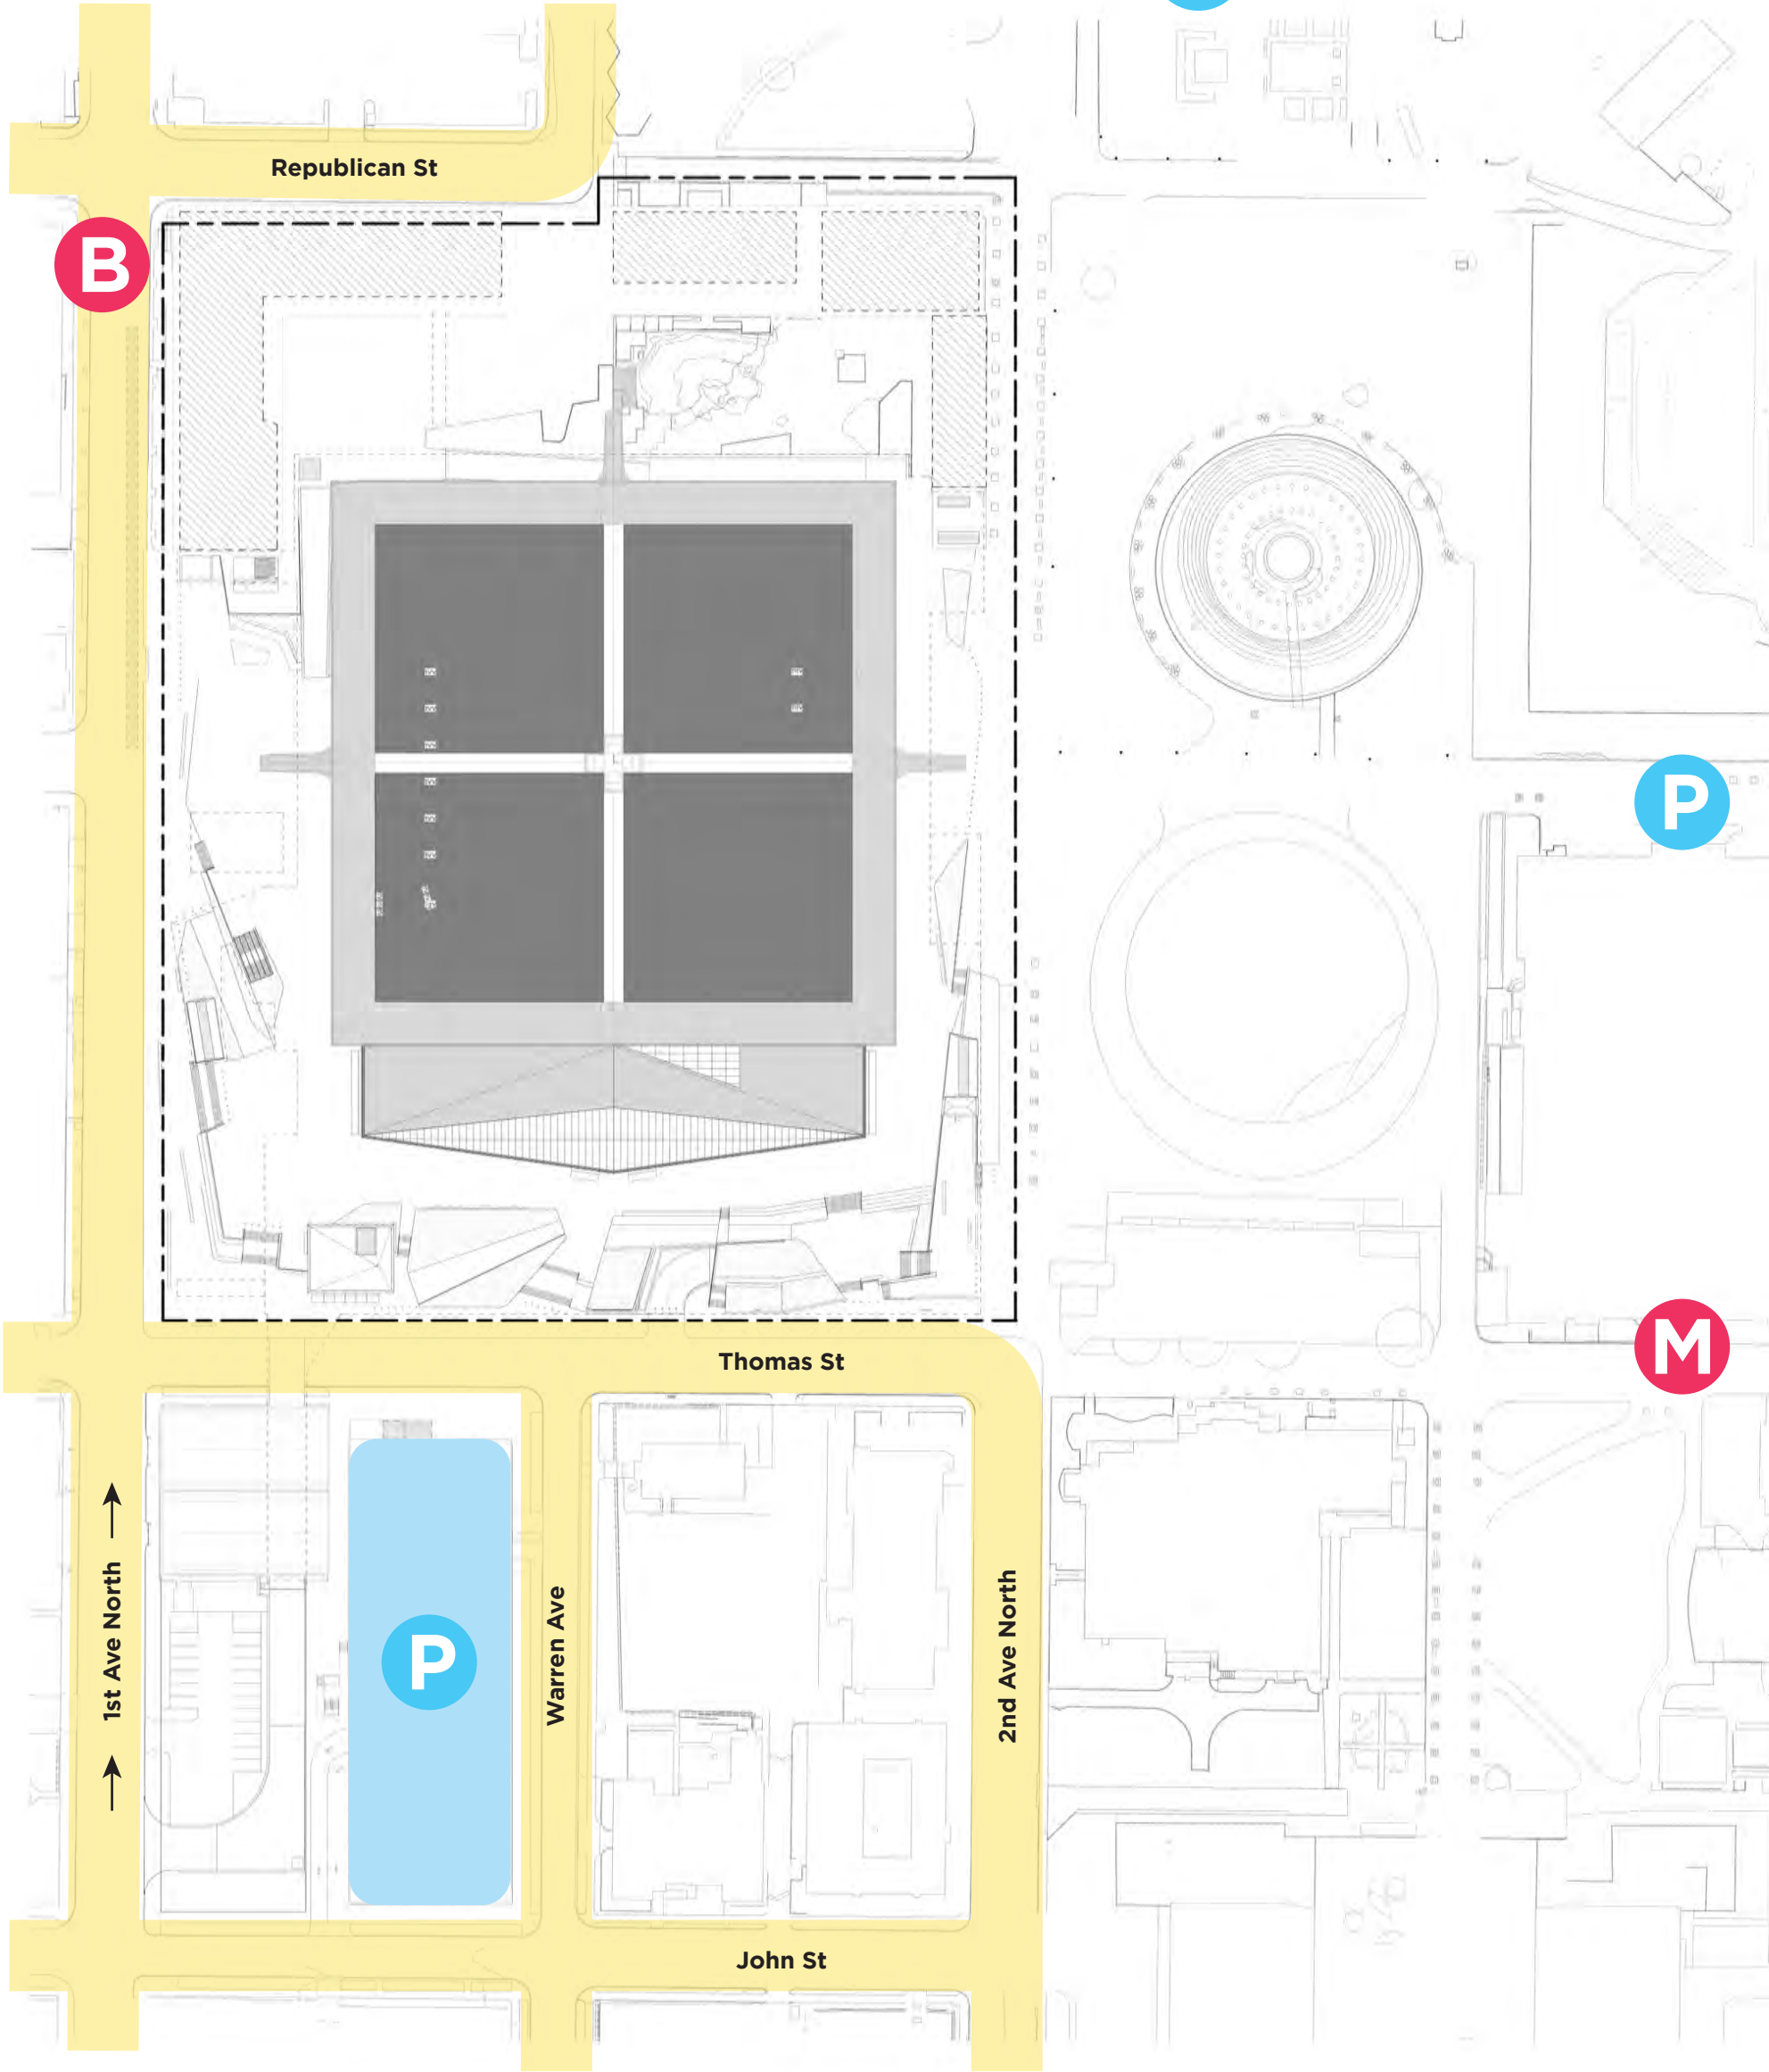 Republican St
B
P
Thomas St
M
1st Ave North
P
Warren Ave
2nd Ave North
John St